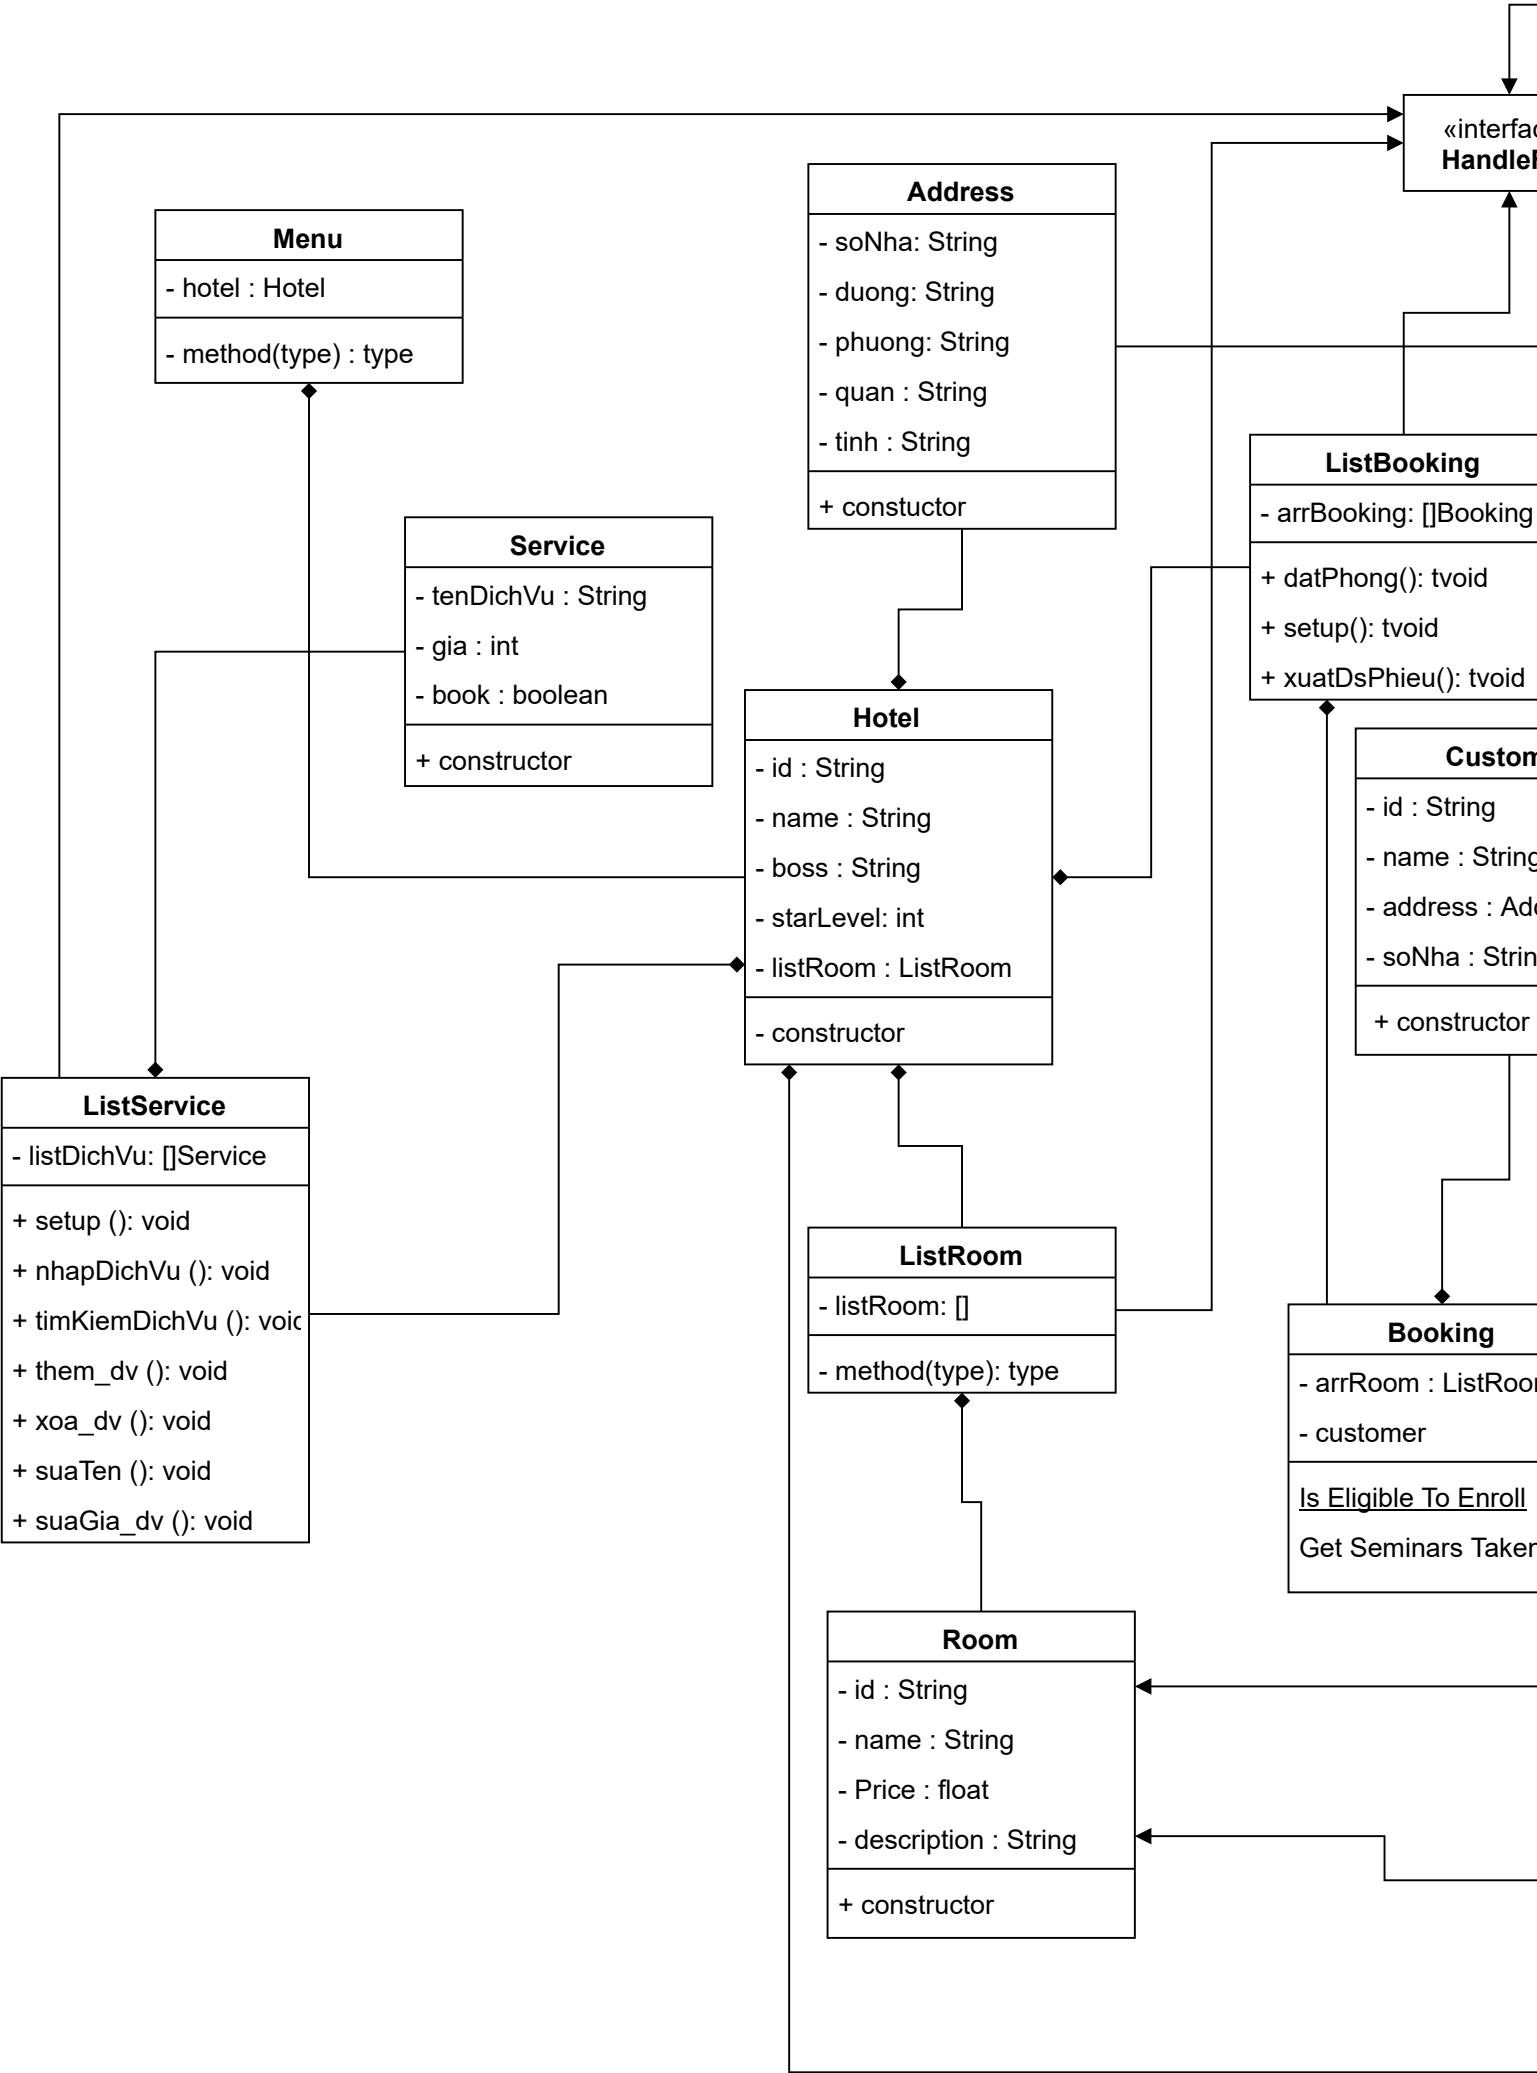 «interfac
HandleF
Address
- soNha: String
- duong: String
- phuong: String
- quan : String
- tinh : String
+ constuctor
Menu
- hotel : Hotel
- method(type) : type
ListBooking
- arrBooking: []Booking
+ datPhong(): tvoid
+ setup(): tvoid
+ xuatDsPhieu(): tvoid
Service
- tenDichVu : String
- gia : int
- book : boolean
+ constructor
Hotel
- id : String
- name : String
- boss : String
- starLevel: int
- listRoom : ListRoom
- constructor
Custom
- id : String
- name : String
- address : Add
- soNha : Strin
+ constructor
ListService
- listDichVu: []Service
+ setup (): void
+ nhapDichVu (): void
+ timKiemDichVu (): voic
+ them_dv (): void
+ xoa_dv (): void
+ suaTen (): void
+ suaGia_dv (): void
ListRoom
- listRoom: []
- method(type): type
Booking
- arrRoom : ListRoor
- customer
Is Eligible To Enroll
Get Seminars Taken
Room
- id : String
- name : String
- Price : float
- description : String
+ constructor